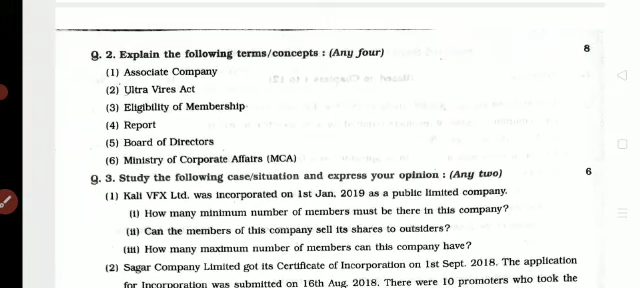 Q. 2. Explain the following terms/concepts : (Any four) 8
(1) Associate Company
(2) Ultra Vires Act
(3) Eligibility of Membership
(4) Report
(5) Board of Directors
(6) Ministry of Corporate Affairs (MCA)
Q. 3. Study the following case/situation and express your opinion : (Any two) 6
(1) Kali VFX Ltd. was incorporated on 1st Jan. 2019 as a public limited company.
(i) How many minimum number of members must be there in this company?
(ii) Can the members of this company sell its shares to outsiders?
(iii) How many maximum number of members can this company have?
(2) Sagar Company Limited got its Certificate of Incorporation on 1st Sept. 2018. The application
for Incorporation was submitted on 16th Aug. 2018. There were 10 promoters who took the